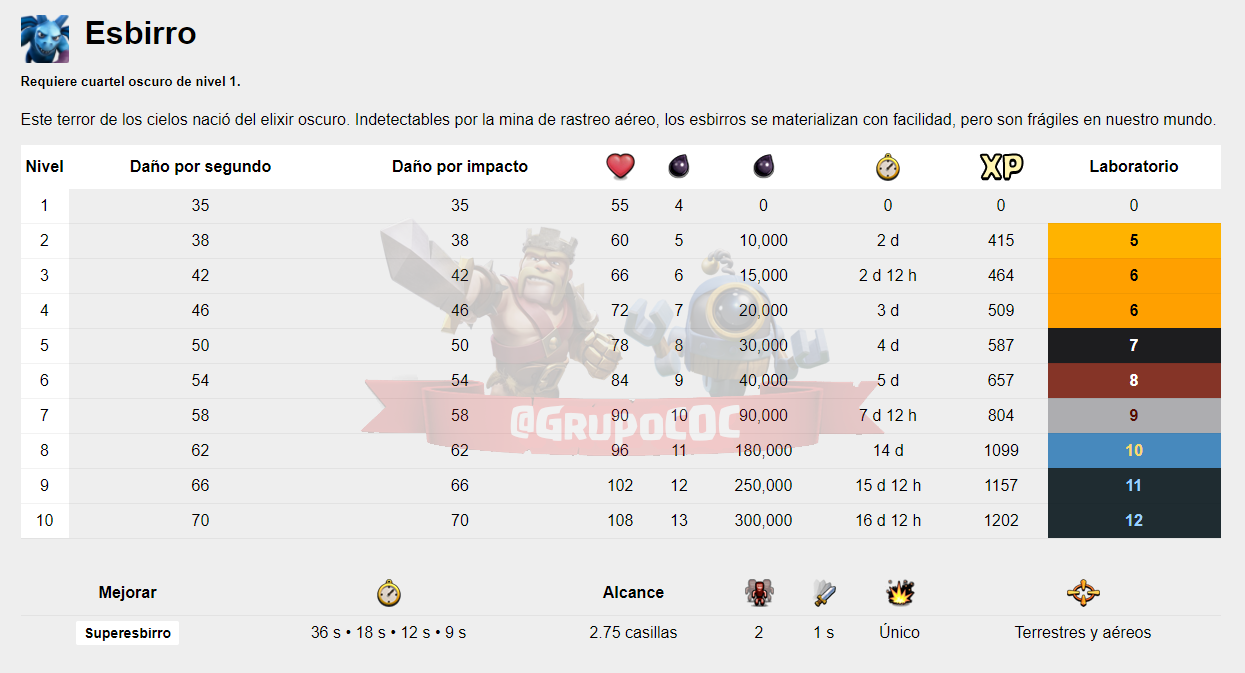 Esbirro
Requiere cuartel oscuro de nivel 1.
Este terror de los cielos nació del elixir oscuro. Indetectables por la mina de rastreo aéreo, los esbirros se materializan con facilidad, pero son frágiles en nuestro mundo.
Nivel Daño por segundo Daño por impacto XP Laboratorio
1 35 35 55 4 0 0 0 0
2 38 38 60 5 10,000 2 d 415 5
3 42 42 66 6 15,000 2 d 12 h 464 6
4 46 46 72 7 20,000 3 d 509 6
5 50 50 78 8 30,000 4 d 587 7
6 54 54 84 9 40,000 5 d 657 8
7 58 58 90 10 90,000 7 d 12 h 804 9
@GRUPOCOC
8 62 62 96 11 180,000 14 d 1099 10
9 66 66 102 12 250,000 15 d 12 h 1157 11
10 70 70 108 13 300,000 16 d 12 h 1202 12
Mejorar Alcance
Superesbirro 36 s • 18 s • 12 s • 9 s 2.75 casillas 2 1 s Único Terrestres y aéreos